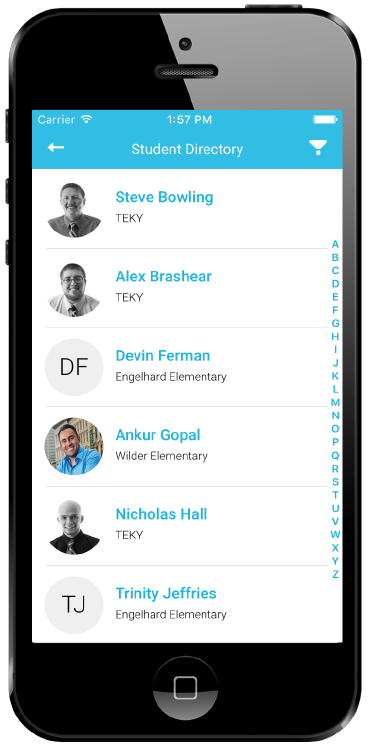 Carrier 1:57 PM
Student Directory
Steve Bowling
TEKY
Alex Brashear
TEKY
DF
Devin Ferman
Engelhard Elementary
Ankur Gopal
Wilder Elementary
Nicholas Hall
TEKY
TJ
Trinity Jeffries
Engelhard Elementary
A
B
C
D
E
F
G
H
I
J
K
L
M
N
O
P
Q
R
S
T
U
V
W
X
Y
Z